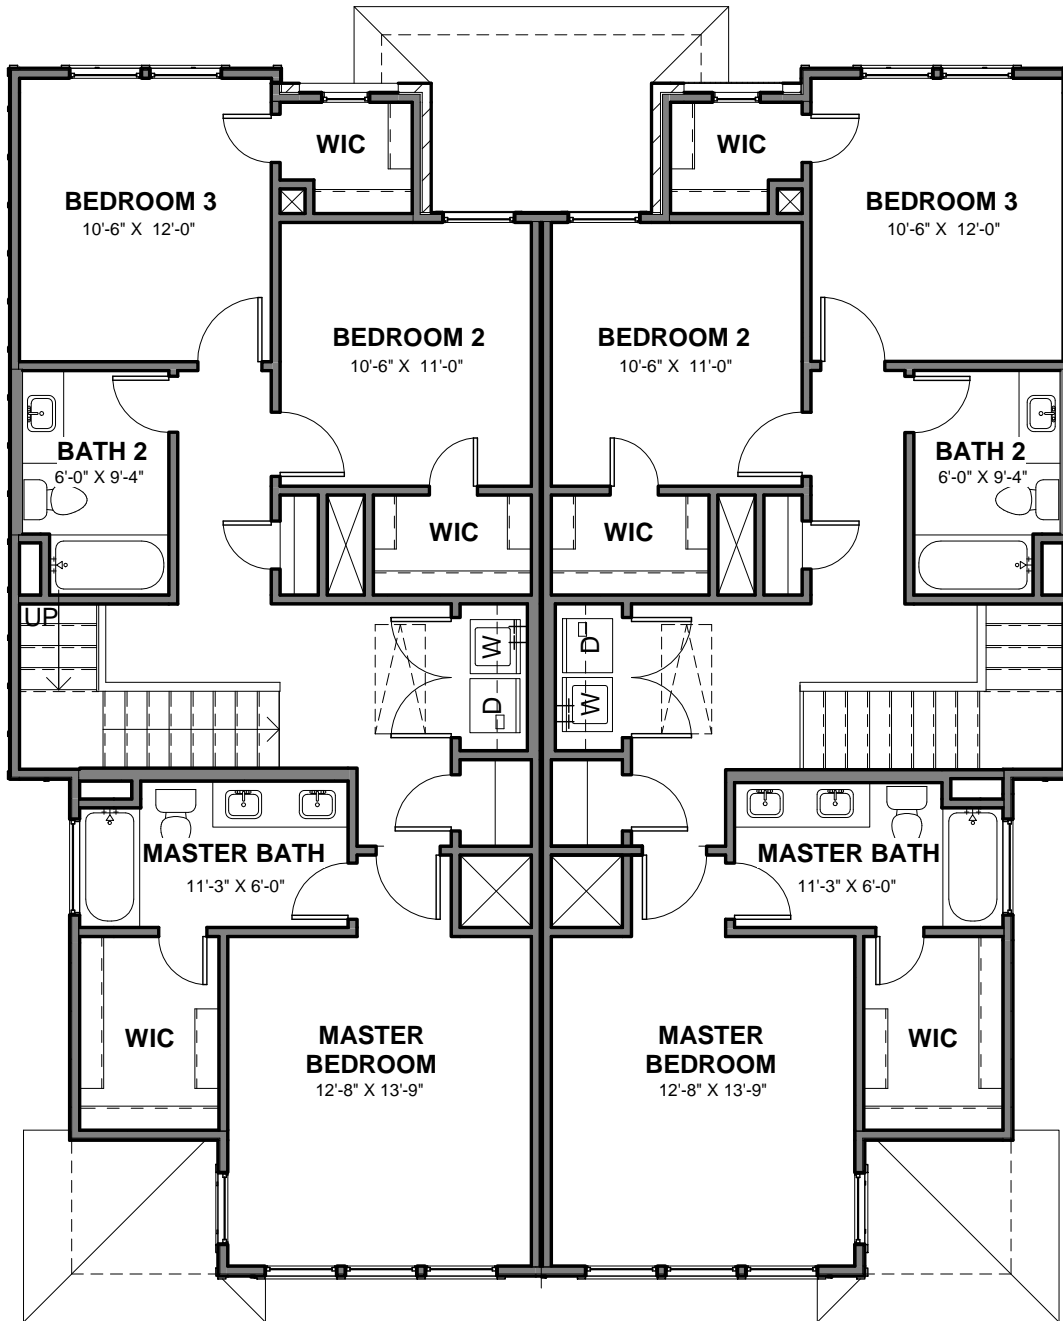 WIC
WIC
BEDROOM 3
10'-6" X 12'-0"
BEDROOM 3
10'-6" X 12'-0"
BEDROOM 2
10'-6" X 11'-0"
BEDROOM 2
10'-6" X 11'-0"
BATH 2
6'-0" X 9'-4"
BATH 2
6'-0" X 9'-4"
WIC
WIC
UP
W
D
D
W
MASTER BATH
11'-3" X 6'-0"
MASTER BATH
11'-3" X 6'-0"
WIC
MASTER
BEDROOM
12'-8" X 13'-9"
MASTER
BEDROOM
12'-8" X 13'-9"
WIC